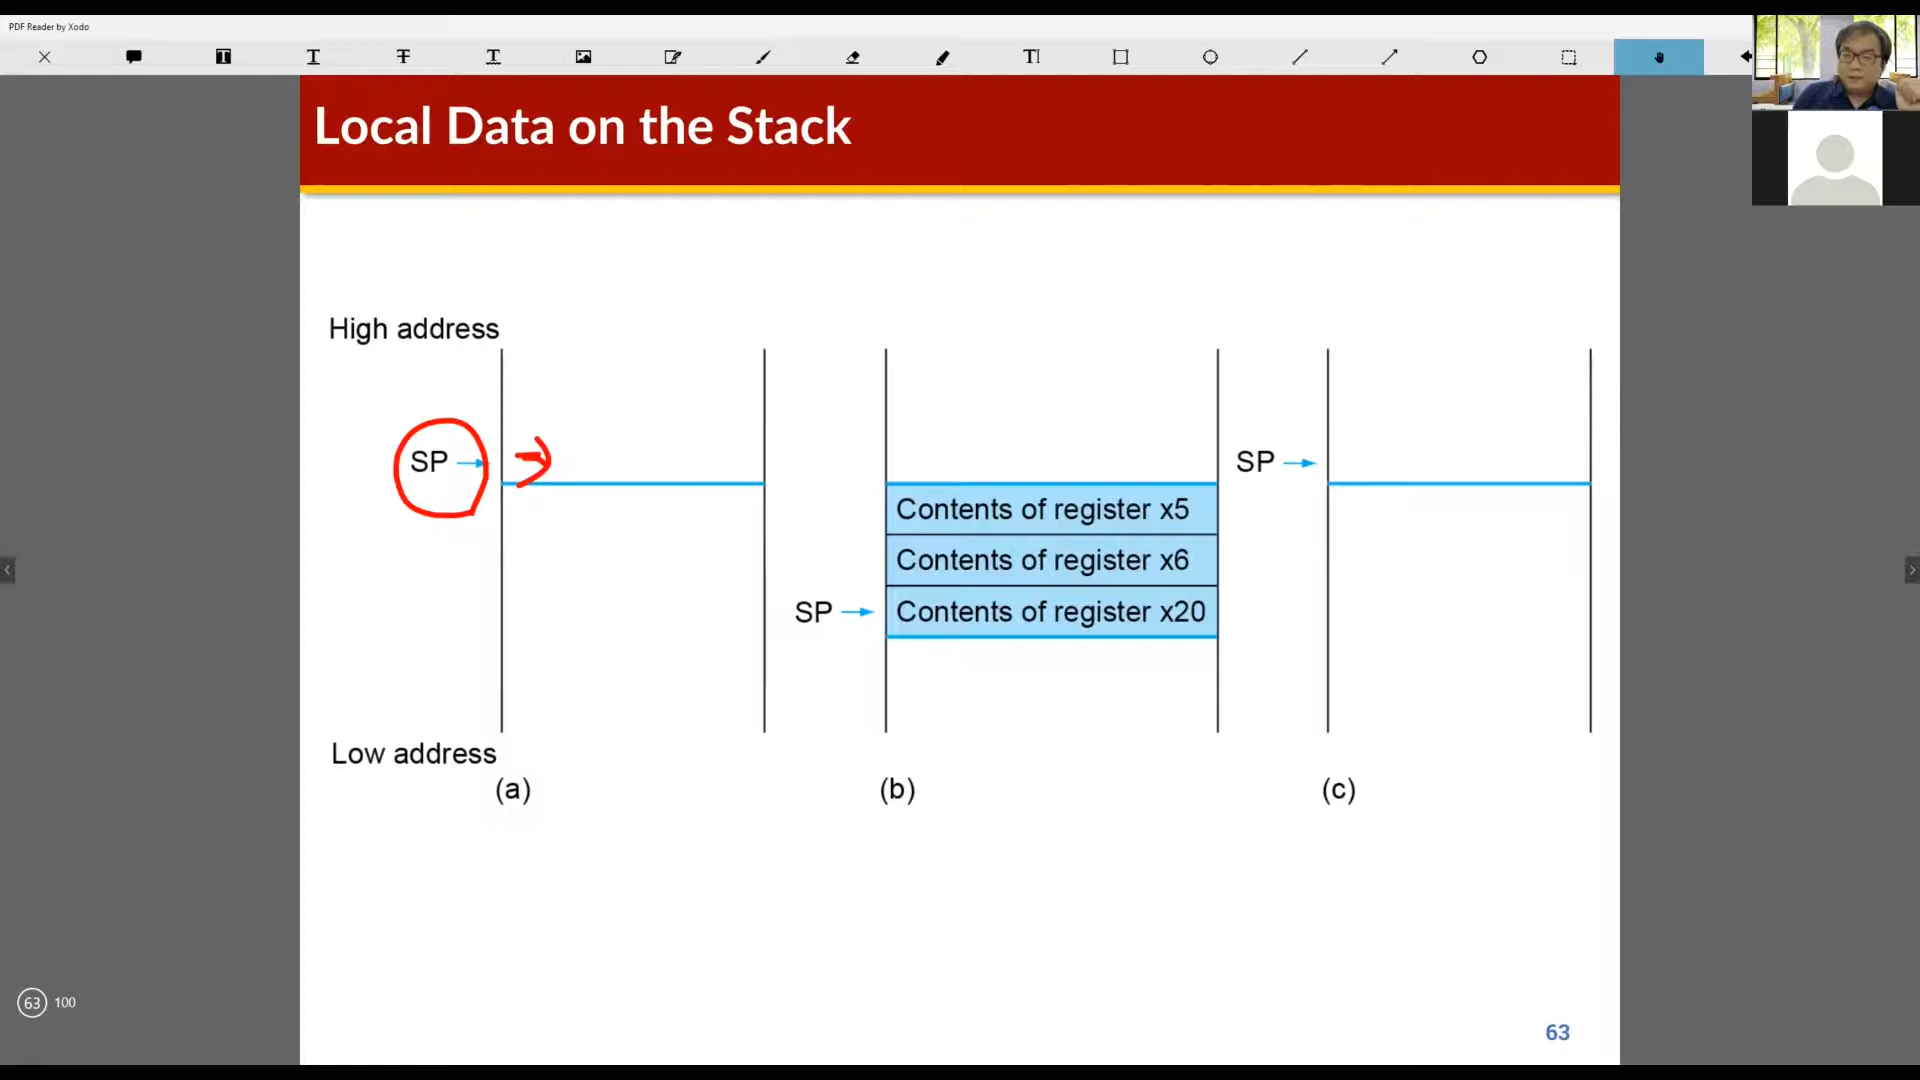 PDF Reader by Xodo
Local Data on the Stack
High address
SP
SP
Contents of register x5
Contents of register x6
SP
Contents of register x20
Low address
(a)
(b)
(c)
63
100
63